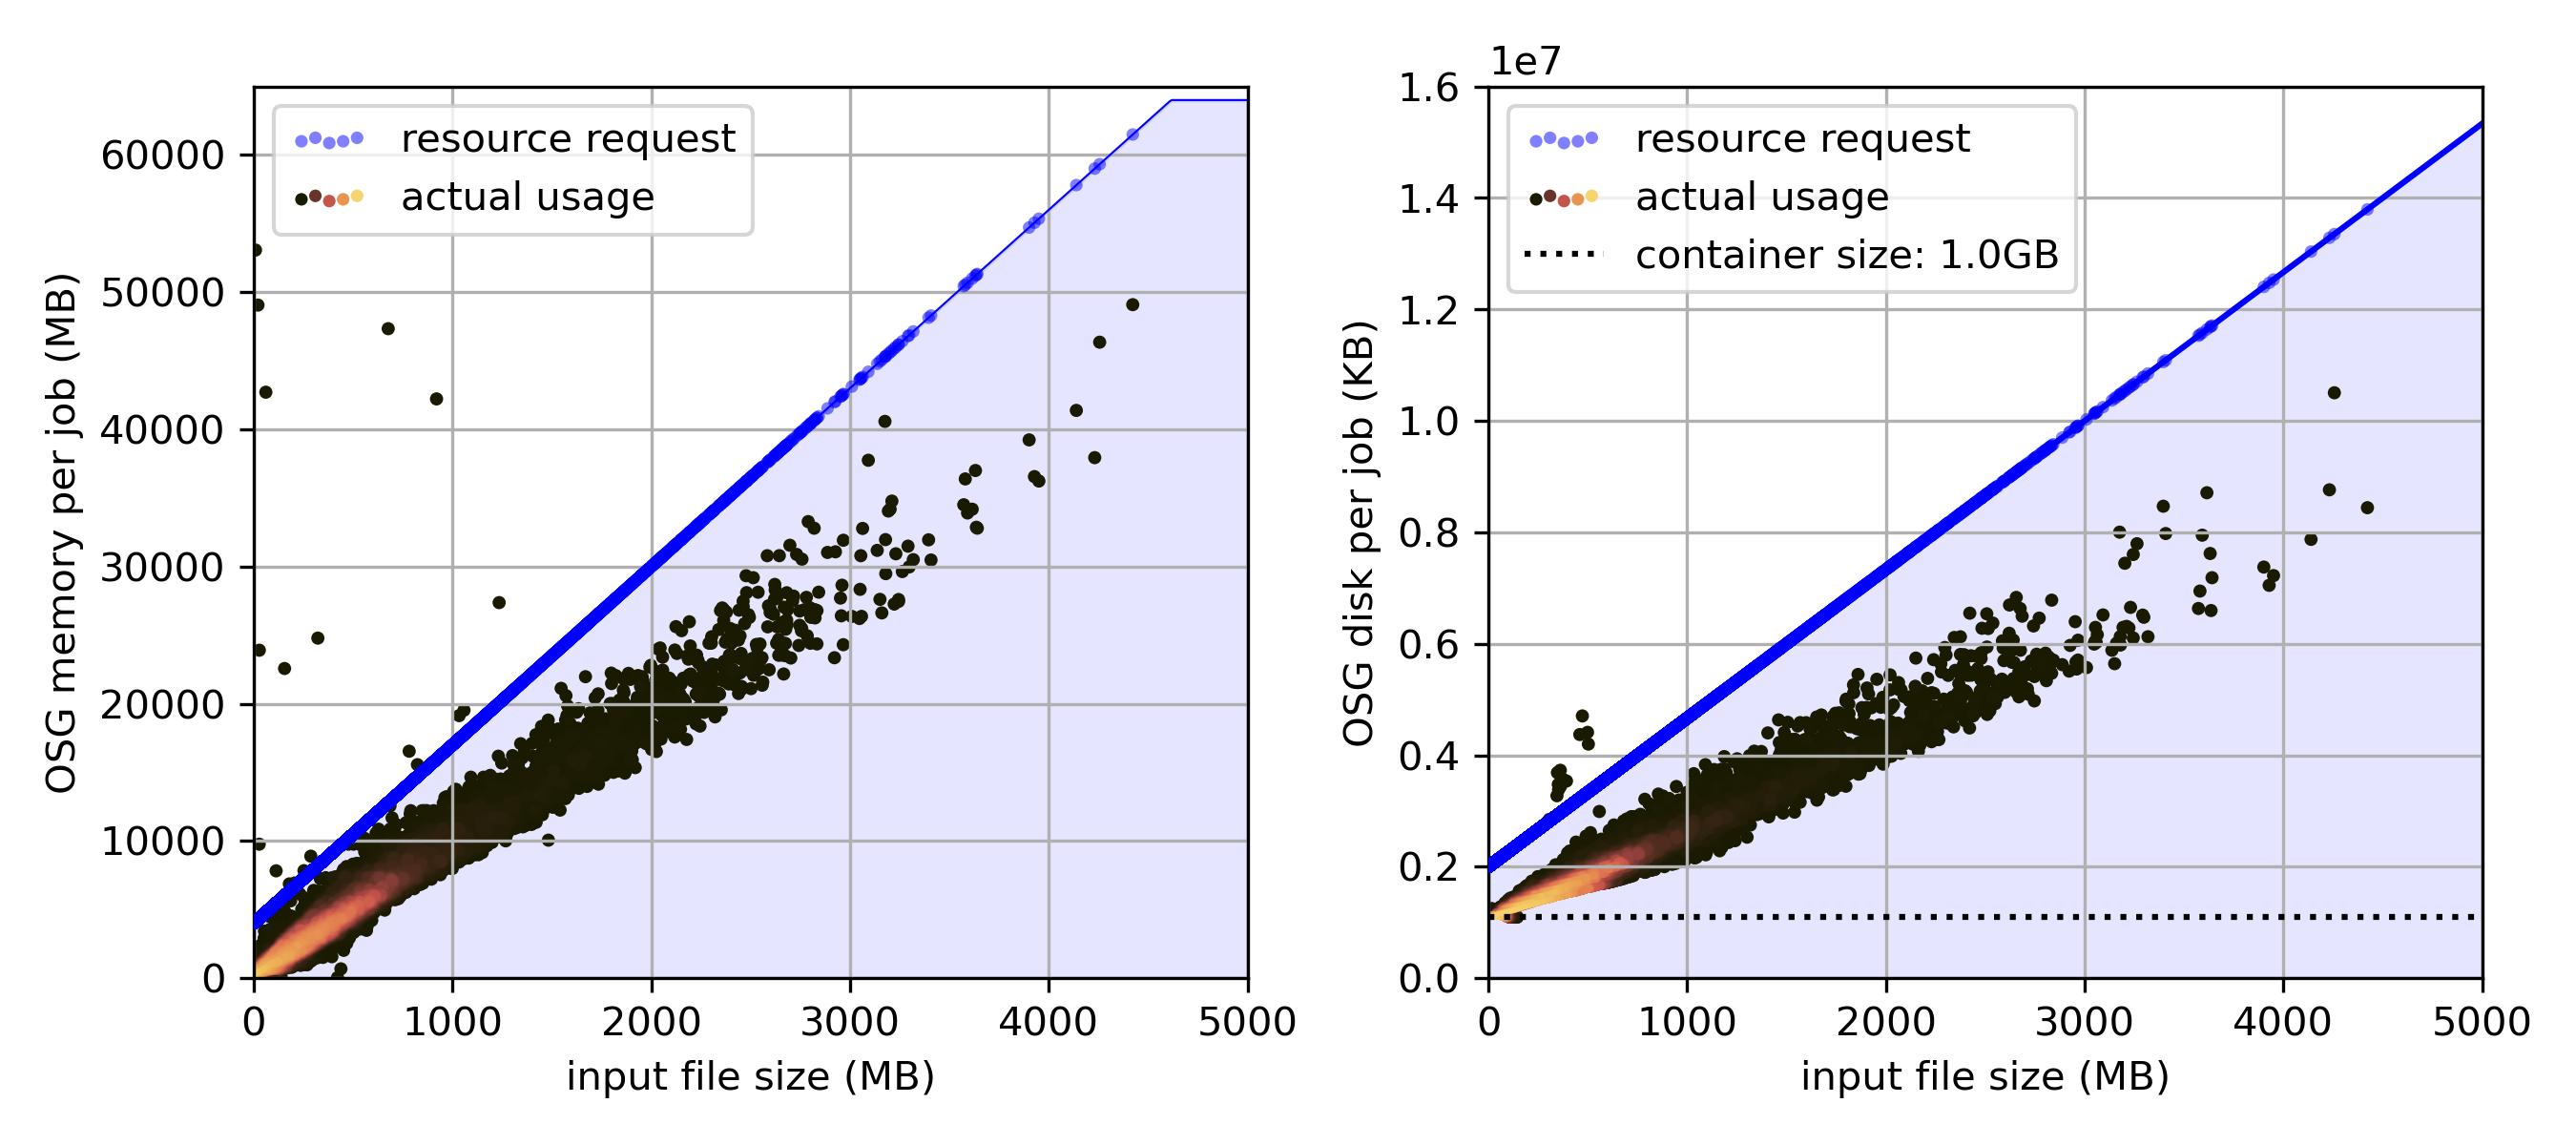 resource request
actual usage
OSG memory per job (MB)
60000
50000
40000
30000
20000
10000
0
0 1000 2000 3000 4000 5000
input file size (MB)
1e7
resource request
actual usage
container size: 1.0GB
OSG disk per job (KB)
1.6
1.4
1.2
1.0
0.8
0.6
0.4
0.2
0.0
0 1000 2000 3000 4000 5000
input file size (MB)